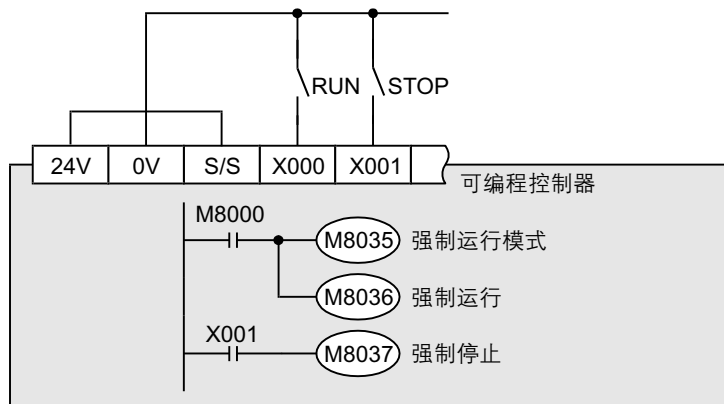 RUN STOP
24V 0V S/S X000 X001
可编程控制器
M8000
M8035 强制运行模式
M8036 强制运行
X001
M8037 强制停止